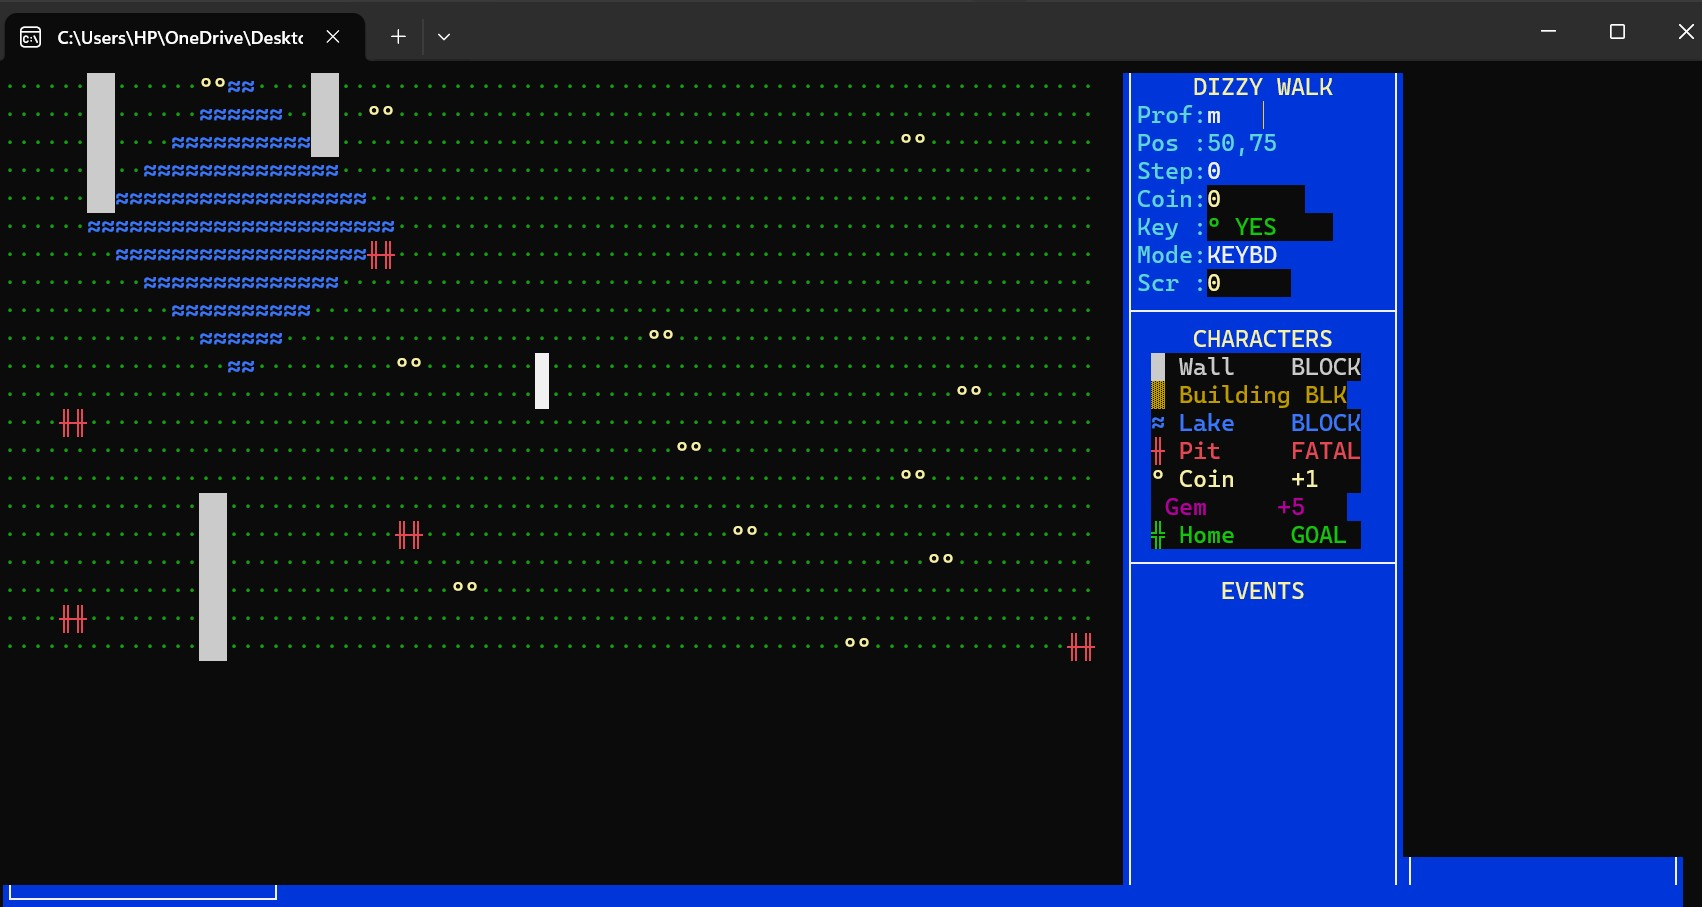 C:\Users\HP\OneDrive\Deskto
DIZZY WALK
Prof:m
Pos :50,75
Step:0
Coin:0
Key :° YES
Mode:KEYBD
Scr :0
CHARACTERS
Wall BLOCK
Building BLK
≈ Lake BLOCK
╫ Pit FATAL
° Coin +1
Gem +5
╬ Home GOAL
EVENTS